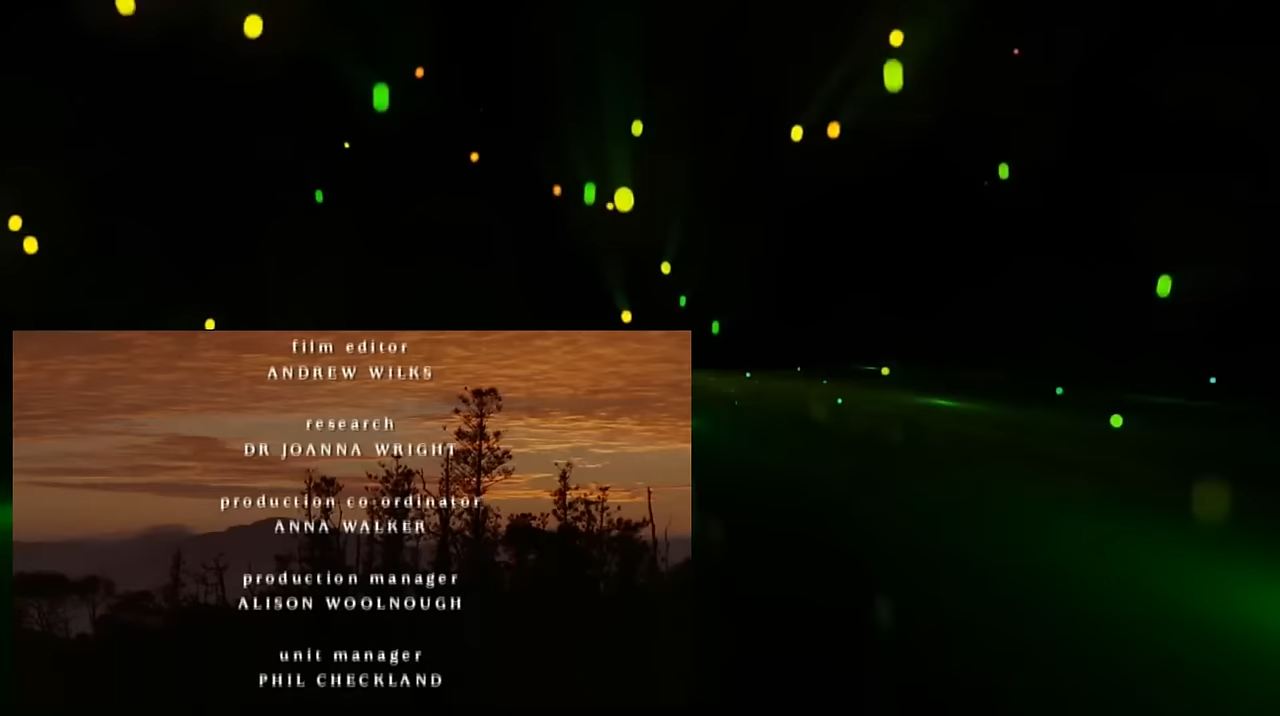 film editor
ANDREW WILKS
research
DR JOANNA WRIGHT
production co-ordinator
ANNA WALKER
production manager
ALISON WOOLNOUGH
unit manager
PHIL CHECKLAND